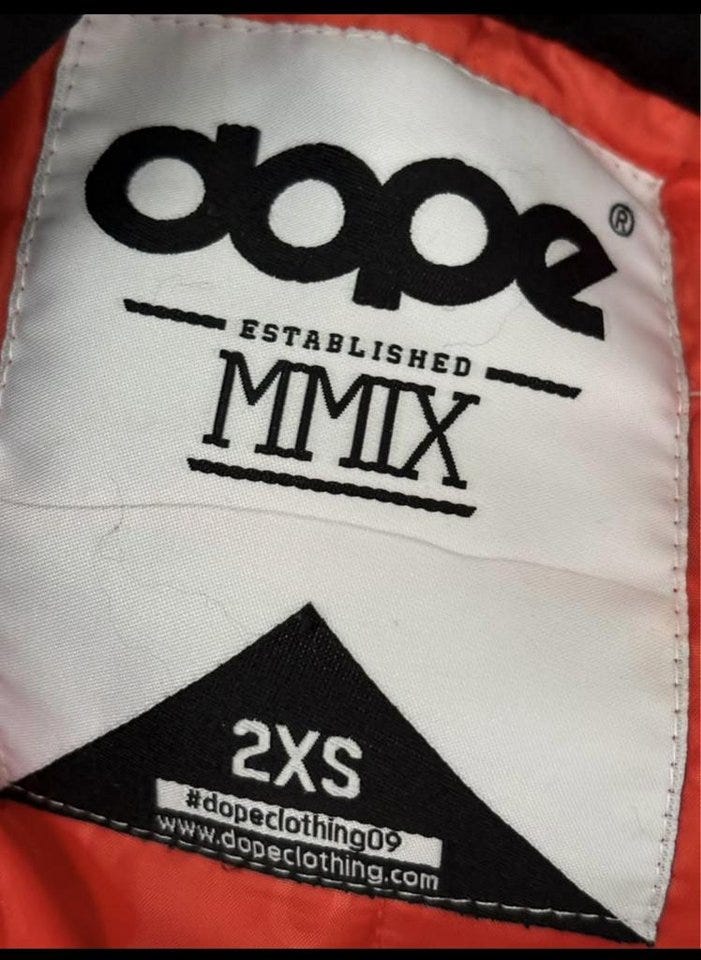 dope®
ESTABLISHED
MMIX
2XS
#dopeclothing09
www.dopeclothing.com